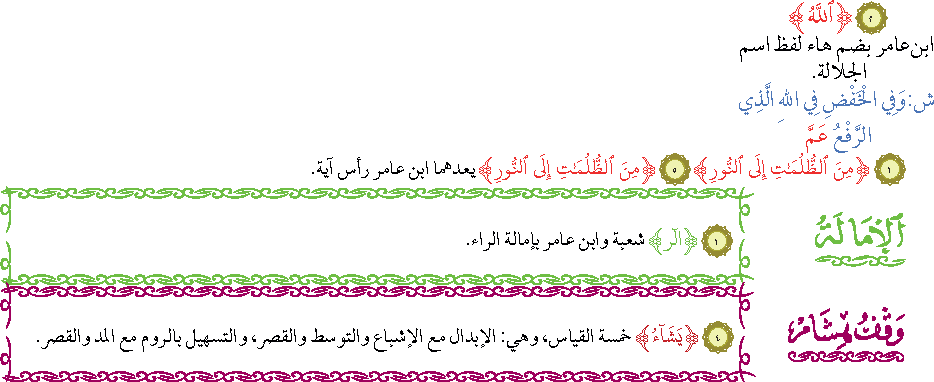 ٢ ﴿ٱللَّهُ﴾
ابن عامر بضم هاء لفظ اسم
الجلالة.
ش: وَفِي الْخَفْضِ فِي اللهِ الَّذِي
الرَّفْعُ عَمَّ
١ ﴿مِنَ ٱلظُّلُمَٰتِ إِلَى ٱلنُّورِ﴾ ٥ ﴿مِنَ ٱلظُّلُمَٰتِ إِلَى ٱلنُّورِ﴾ يعدهما ابن عامر رأس آية.
ٱلْإِمَالَةُ
١ ﴿الٓر﴾ شعبة وابن عامر بإمالة الراء.
وَقْفُ هِشَامٍ
٤ ﴿يَشَآءُ﴾ خمسة القياس، وهي: الإبدال مع الإشباع والتوسط والقصر، والتسهيل بالروم مع المد والقصر.